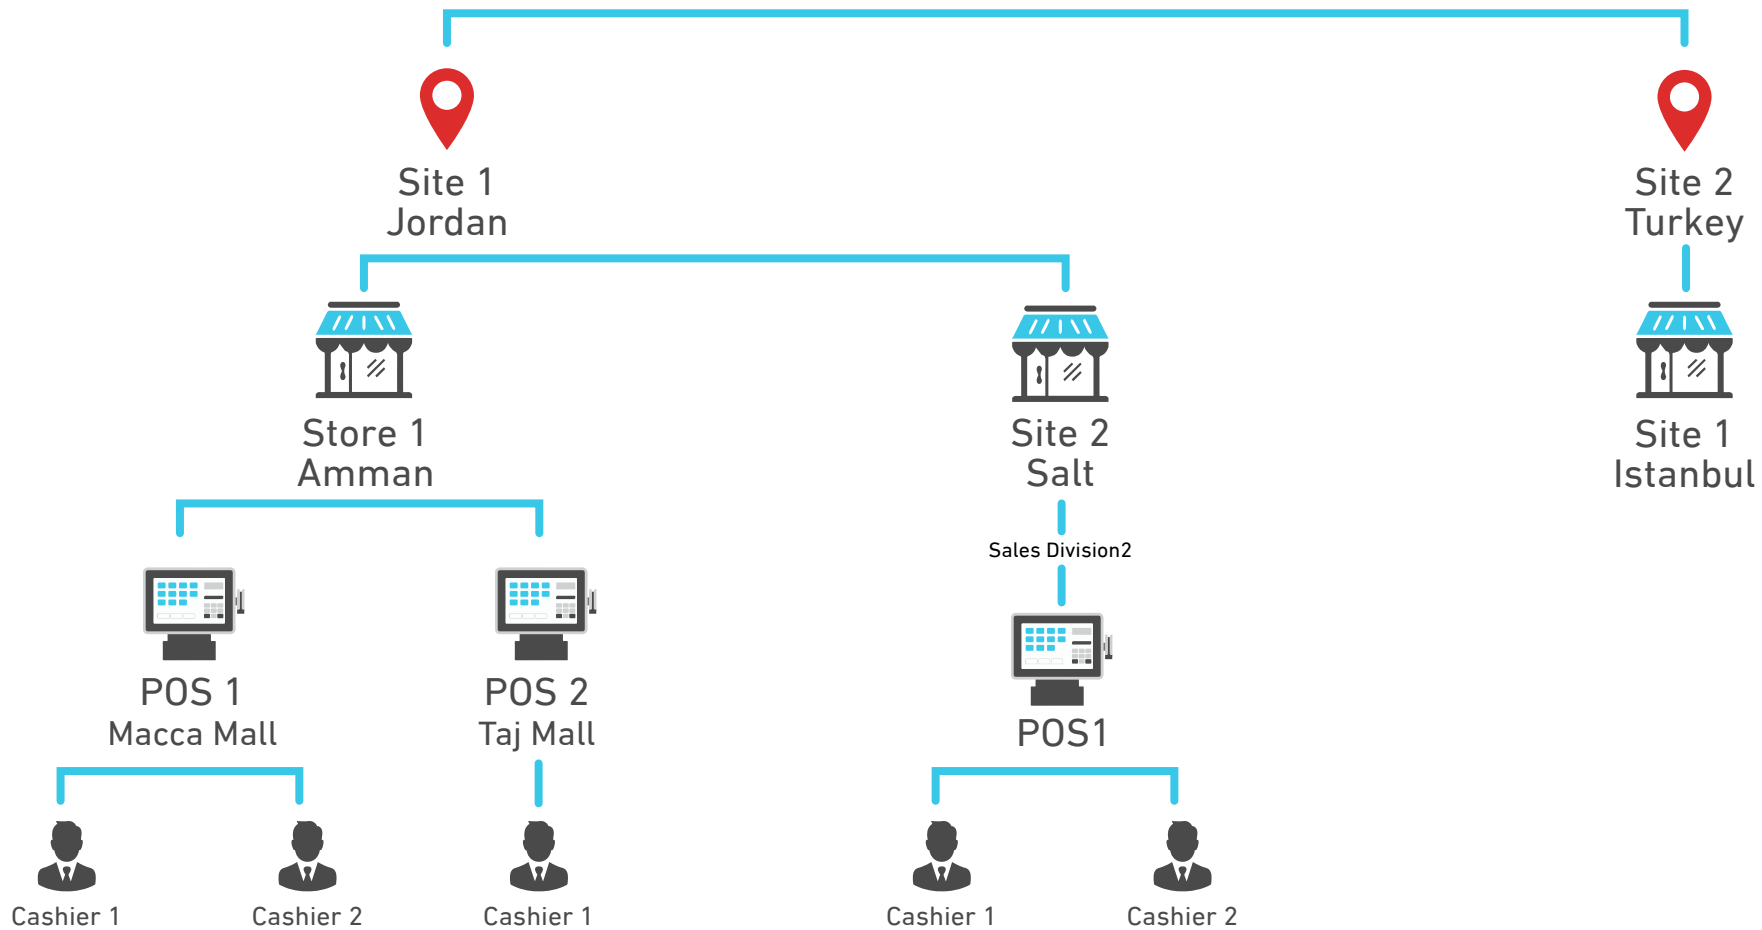 Site 1
Jordan
Site 2
Turkey
Store 1
Amman
Site 2
Salt
Site 1
Istanbul
Sales Division2
POS 1
Macca Mall
POS 2
Taj Mall
POS1
Cashier 1
Cashier 2
Cashier 1
Cashier 1
Cashier 2